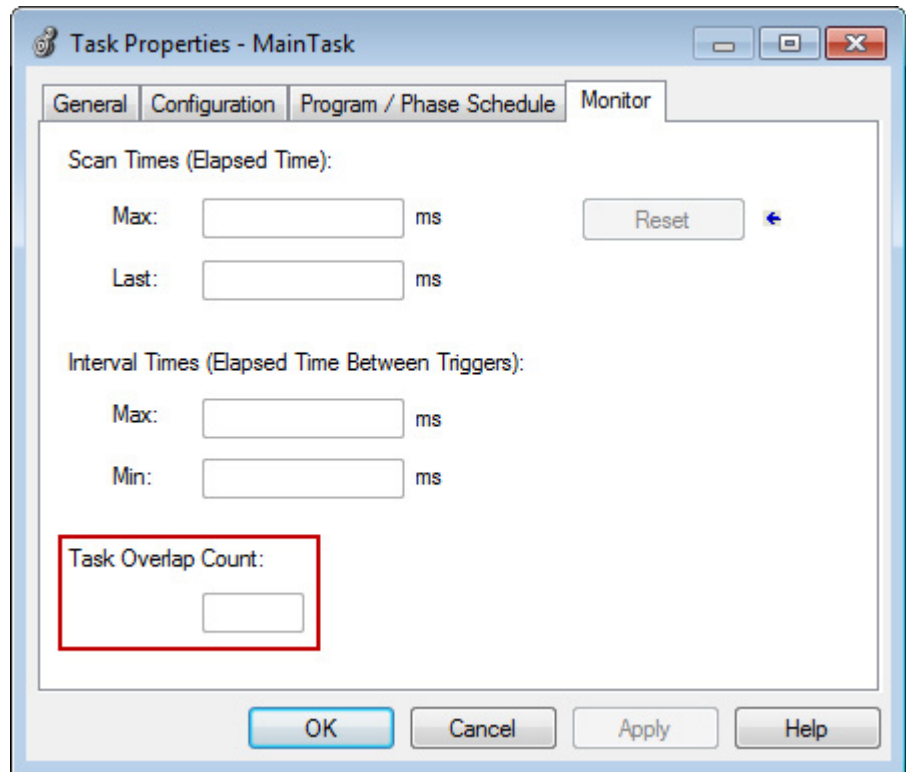 Task Properties - MainTask
General Configuration Program / Phase Schedule Monitor
Scan Times (Elapsed Time):
Max: ms Reset
Last: ms
Interval Times (Elapsed Time Between Triggers):
Max: ms
Min: ms
Task Overlap Count:
OK Cancel Apply Help